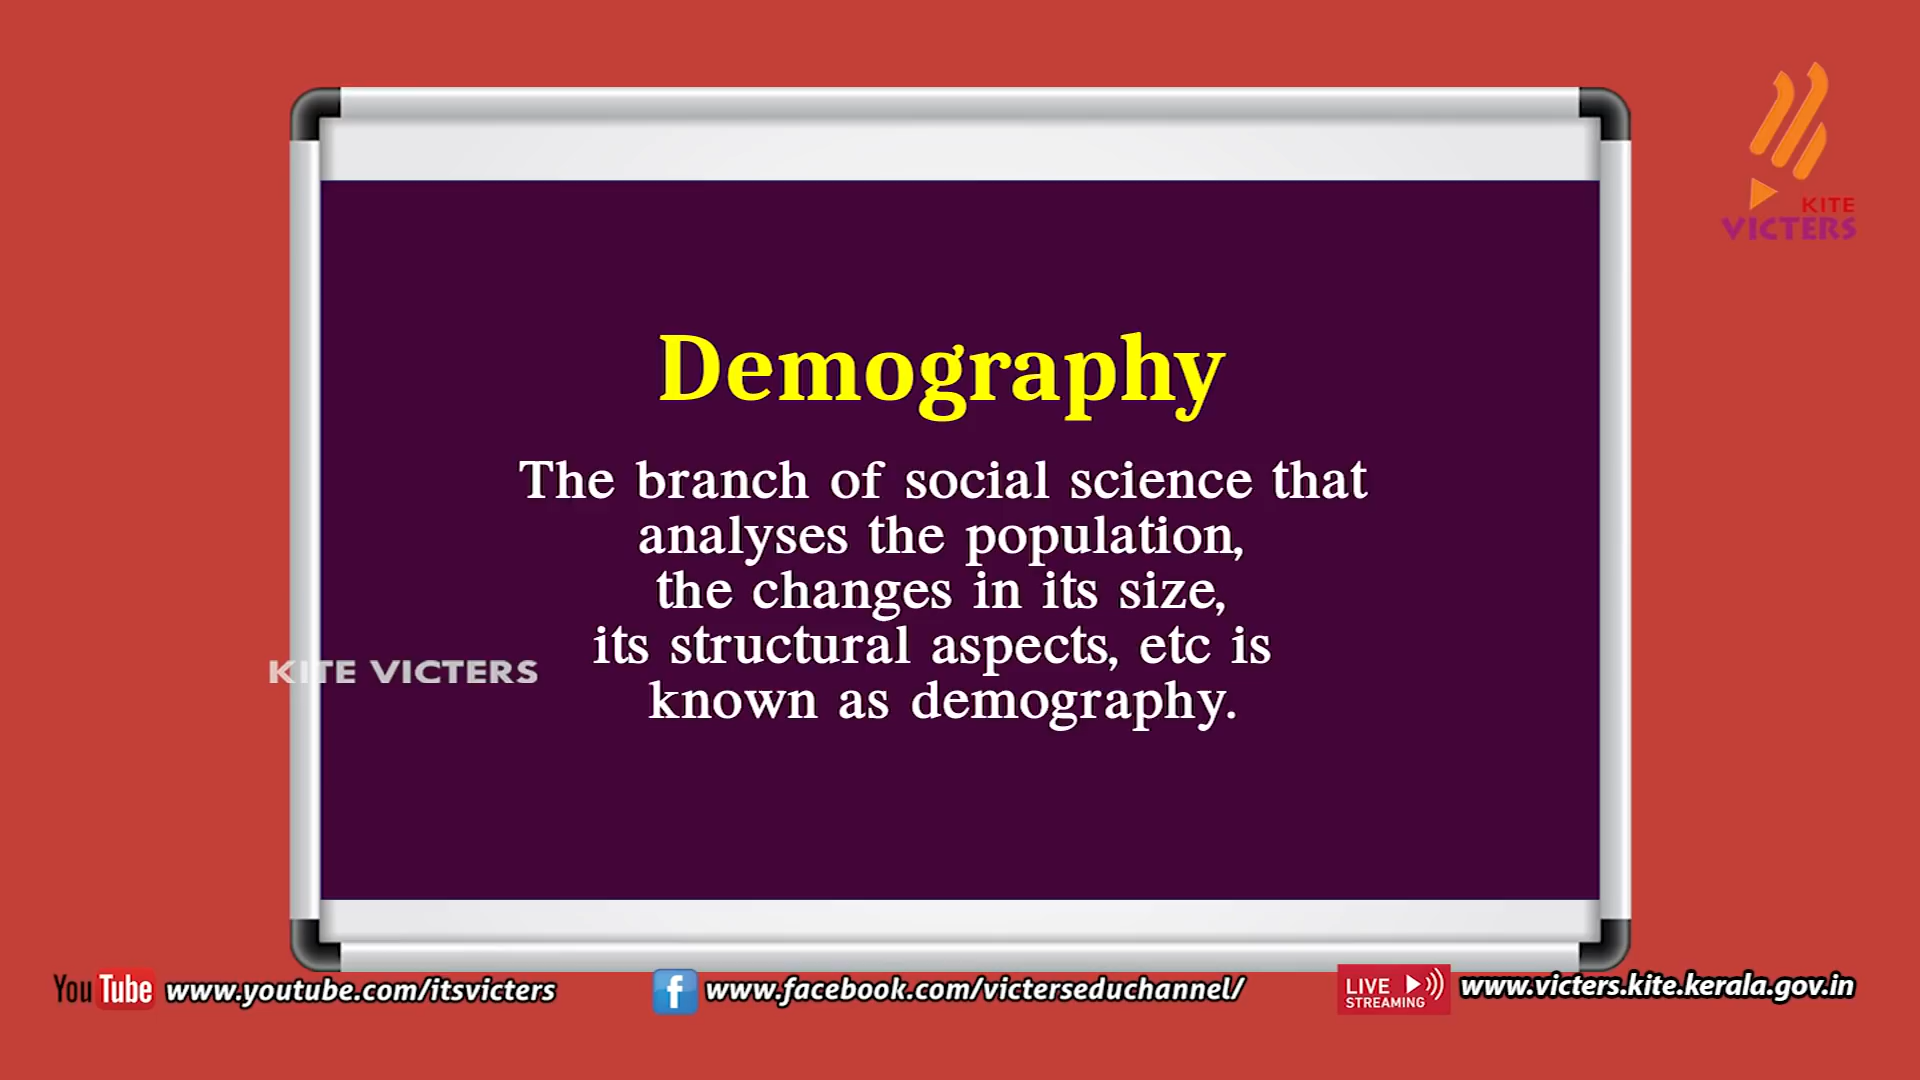 KITE
VICTERS
Demography
The branch of social science that
analyses the population,
the changes in its size,
its structural aspects, etc is
known as demography.
KITE VICTERS
YouTube www.youtube.com/itsvicters
f www.facebook.com/victerseduchannel/
LIVE
STREAMING
www.victers.kite.kerala.gov.in